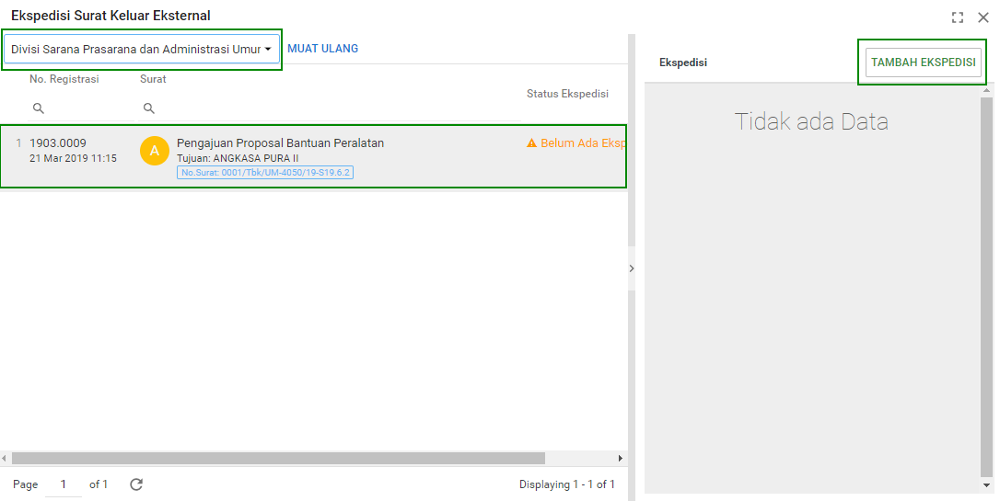 Ekspedisi Surat Keluar Eksternal
Divisi Sarana Prasarana dan Administrasi Umur
MUAT ULANG
No. Registrasi
Surat
Status Ekspedisi
1
1903.0009
21 Mar 2019 11:15
A
Pengajuan Proposal Bantuan Peralatan
Tujuan: ANGKASA PURA II
No.Surat: 0001/Tbk/UM-4050/19-S19.6.2
Belum Ada Eksp
Page 1 of 1
Displaying 1 - 1 of 1
Ekspedisi
TAMBAH EKSPEDISI
Tidak ada Data